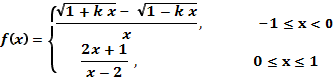 f(x) = { (√(1 + k x) − √(1 − k x)) / x, −1 ≤ x < 0
(2x + 1) / (x − 2), 0 ≤ x ≤ 1